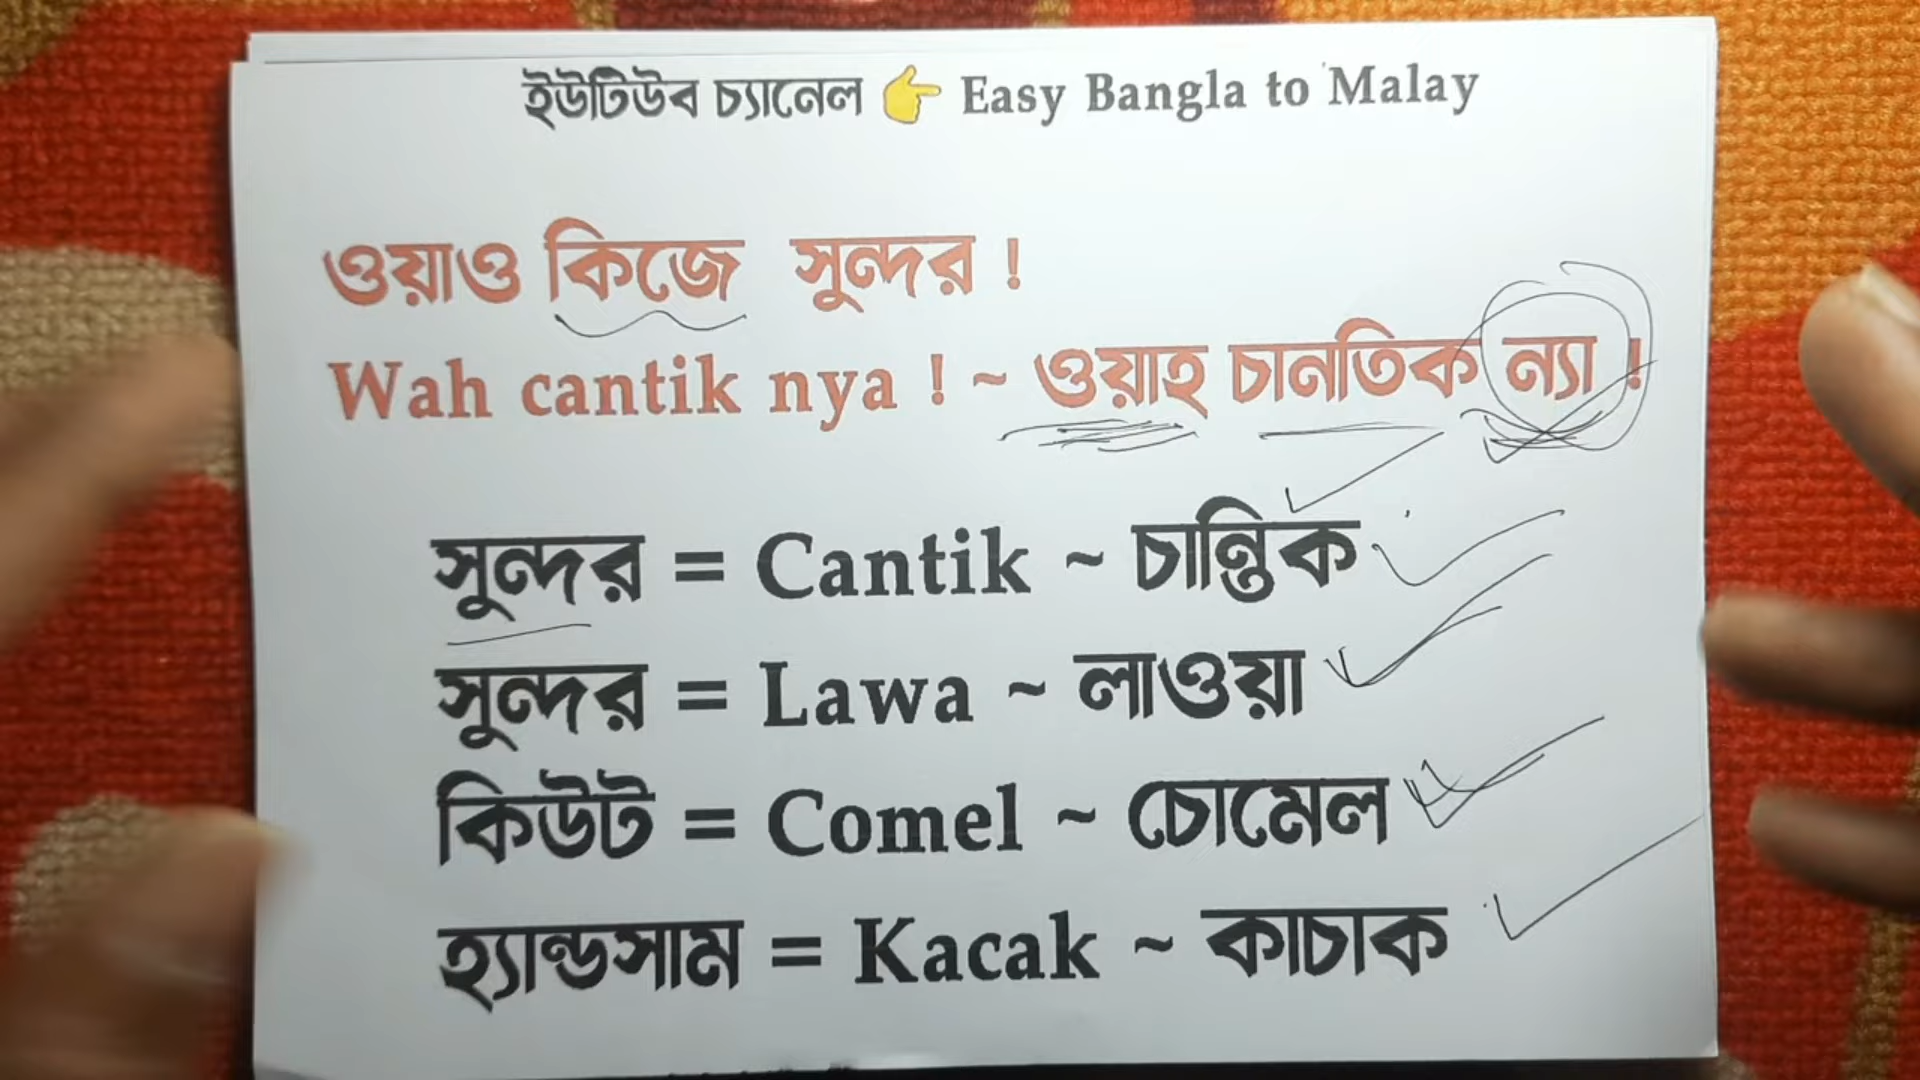 ইউটিউব চ্যানেল 👉 Easy Bangla to Malay
ওয়াও কিজে সুন্দর !
Wah cantik nya ! ~ ওয়াহ চানতিক ন্যা !
সুন্দর = Cantik ~ চান্তিক
সুন্দর = Lawa ~ লাওয়া
কিউট = Comel ~ চোমেল
হ্যান্ডসাম = Kacak ~ কাচাক